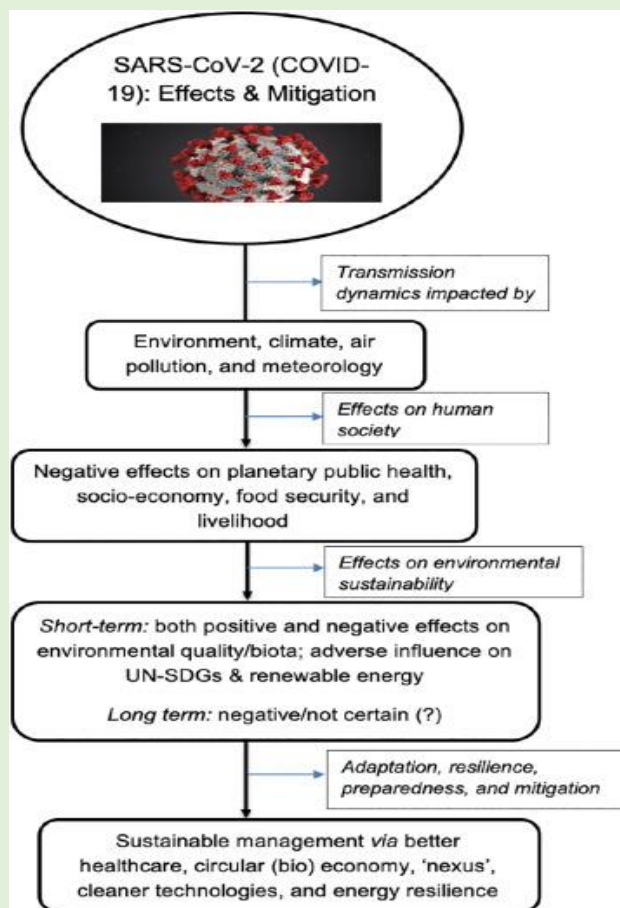 SARS-CoV-2 (COVID-
19): Effects & Mitigation
Transmission
dynamics impacted by
Environment, climate, air
pollution, and meteorology
Effects on human
society
Negative effects on planetary public health,
socio-economy, food security, and
livelihood
Effects on environmental
sustainability
Short-term: both positive and negative effects on
environmental quality/biota; adverse influence on
UN-SDGs & renewable energy
Long term: negative/not certain (?)
Adaptation, resilience,
preparedness, and mitigation
Sustainable management via better
healthcare, circular (bio) economy, ‘nexus’,
cleaner technologies, and energy resilience